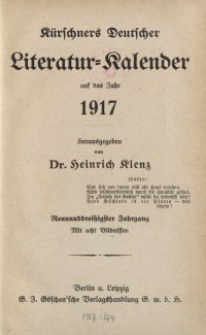 Kürschners Deutscher
Literatur=Kalender
auf das Jahr
1917
Herausgegeben
von
Dr. Heinrich Klenz
Neununddreißigster Jahrgang
Mit acht Bildnissen
Berlin u. Leipzig
G. J. Göschen'sche Verlagshandlung G. m. b. H.